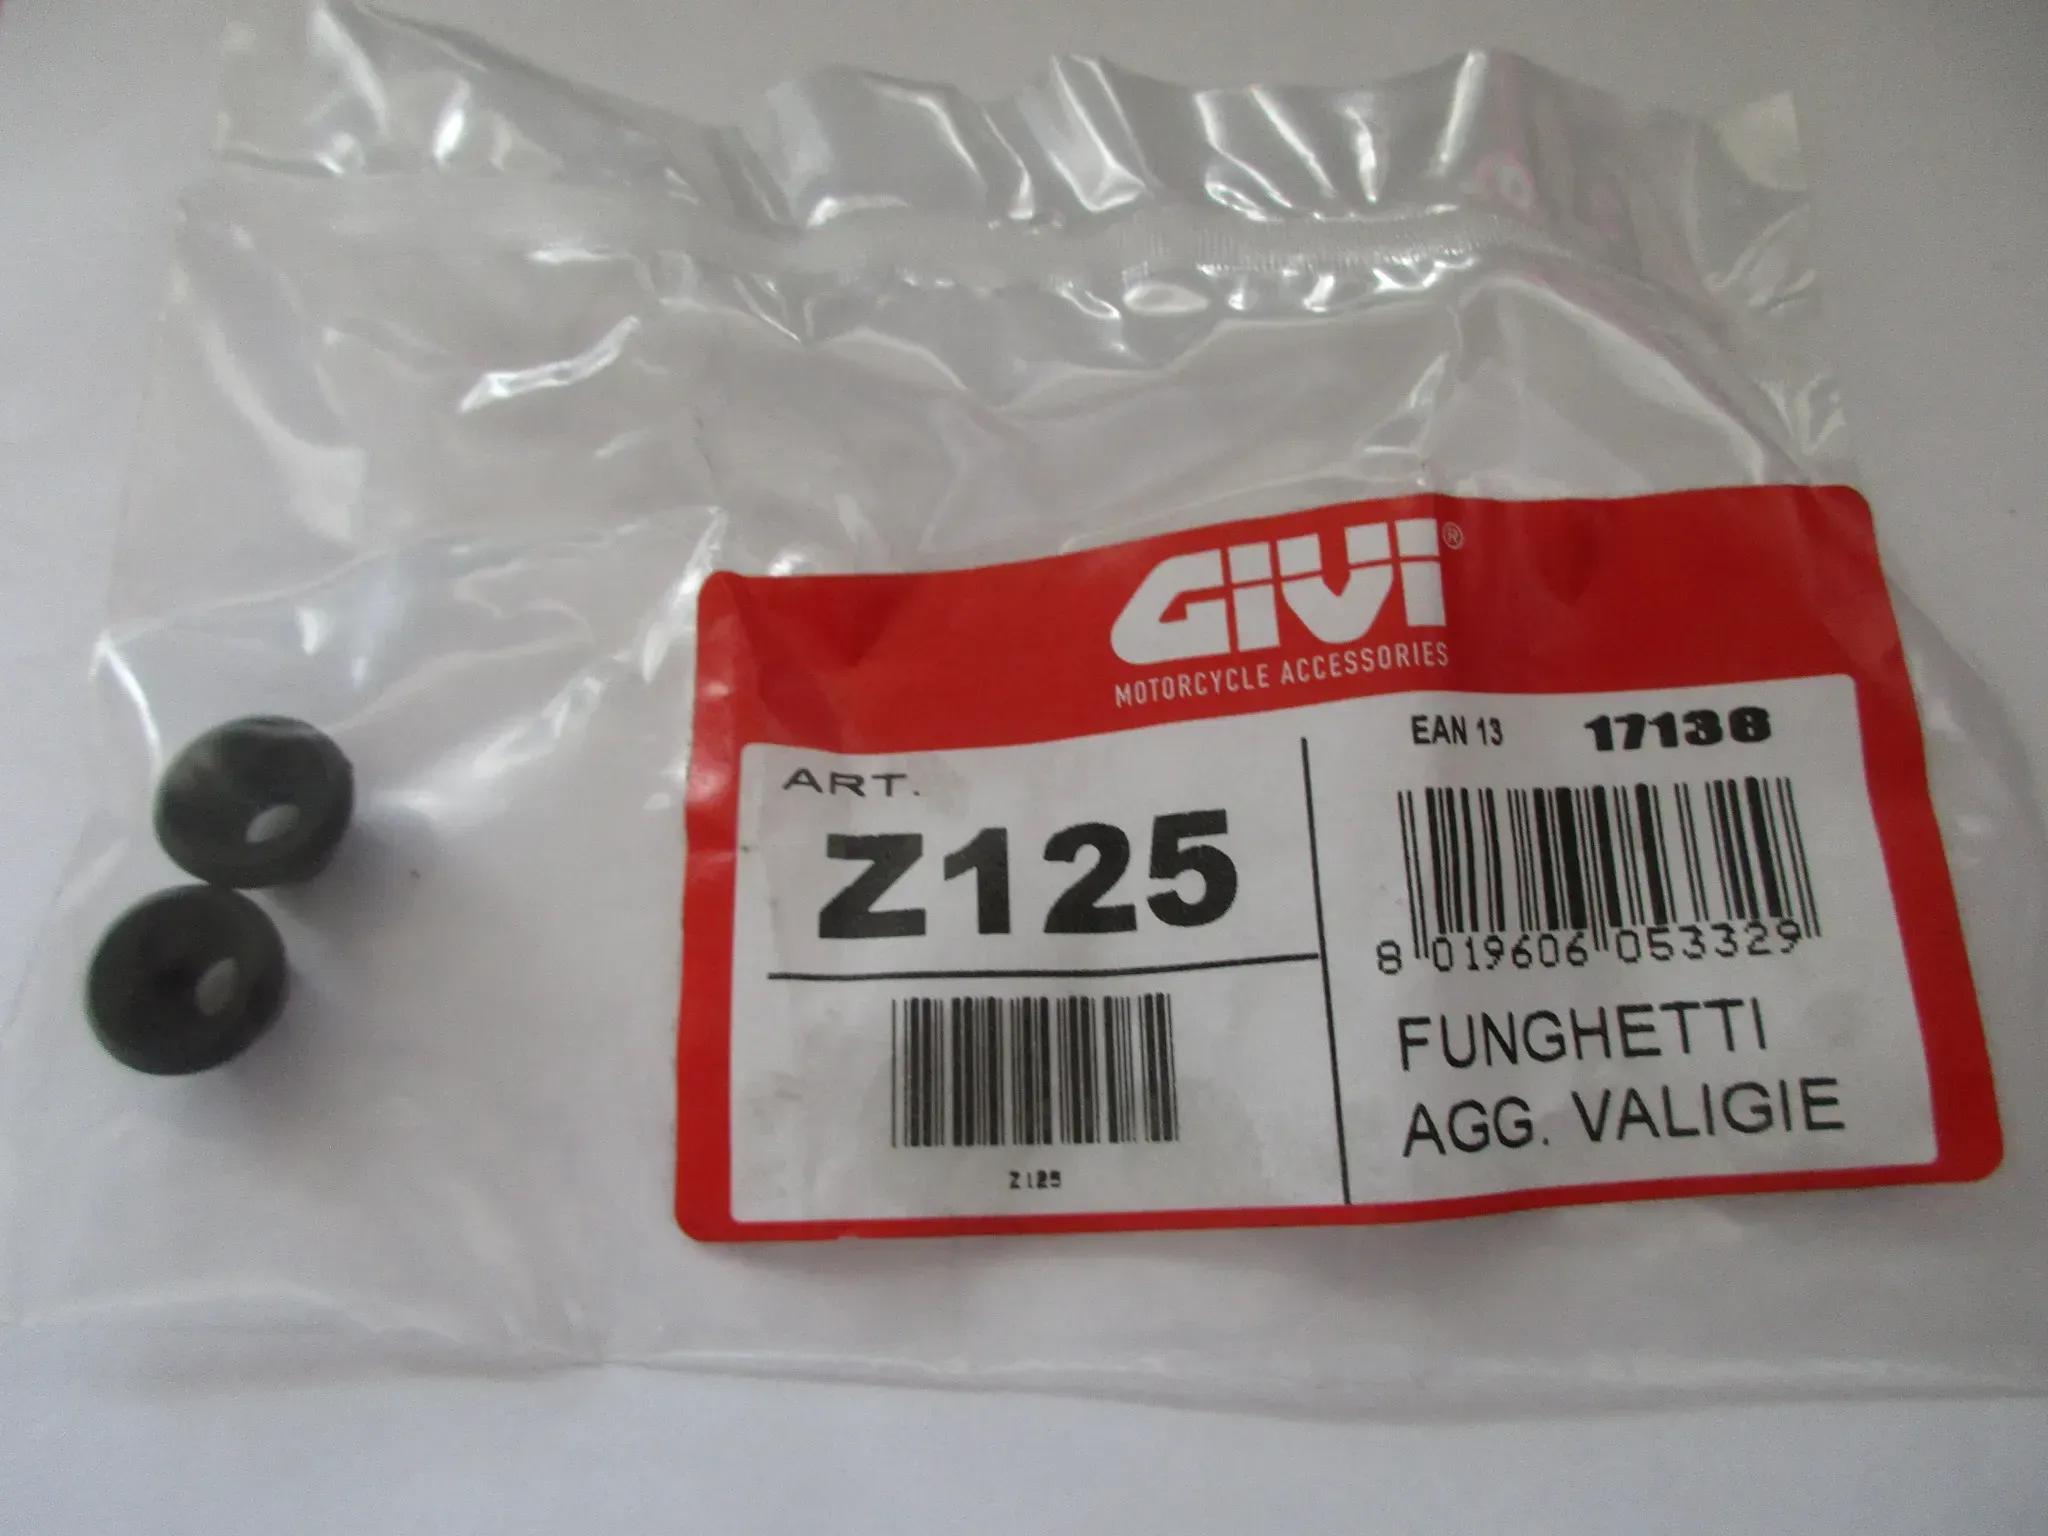 GIVI®
MOTORCYCLE ACCESSORIES
ART.
Z125
Z125
EAN 13 17136
8 019606 053329
FUNGHETTI
AGG. VALIGIE